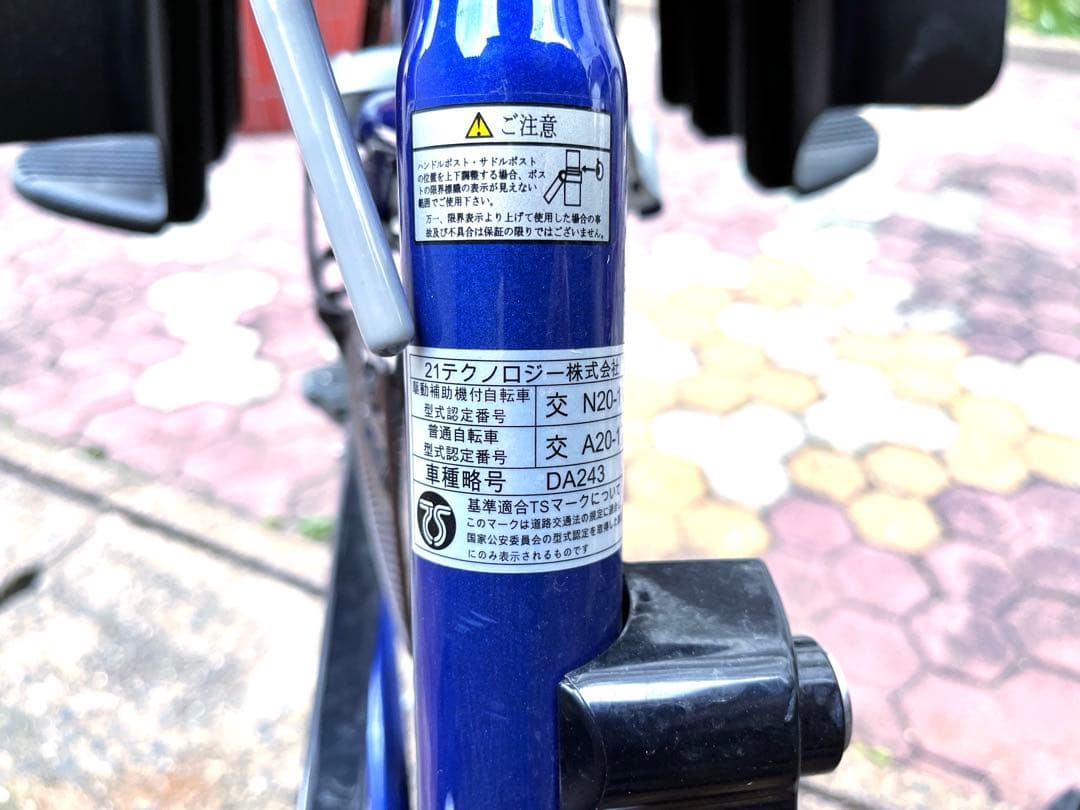 ご注意
ハンドルポスト・サドルポスト
の位置を上下調整する場合、ポス
トの限界標識の表示が見えない
範囲でご使用下さい。
万一、限界表示より上げて使用した場合の事
故及び不具合は保証の限りではございません。
21テクノロジー株式会社
駆動補助機付自転車
型式認定番号
交 N20-1
普通自転車
型式認定番号
交 A20-1
車種略号 DA243
TS
基準適合TSマークについて
このマークは道路交通法の規定に適合
国家公安委員会の型式認定を取得した
にのみ表示されるものです